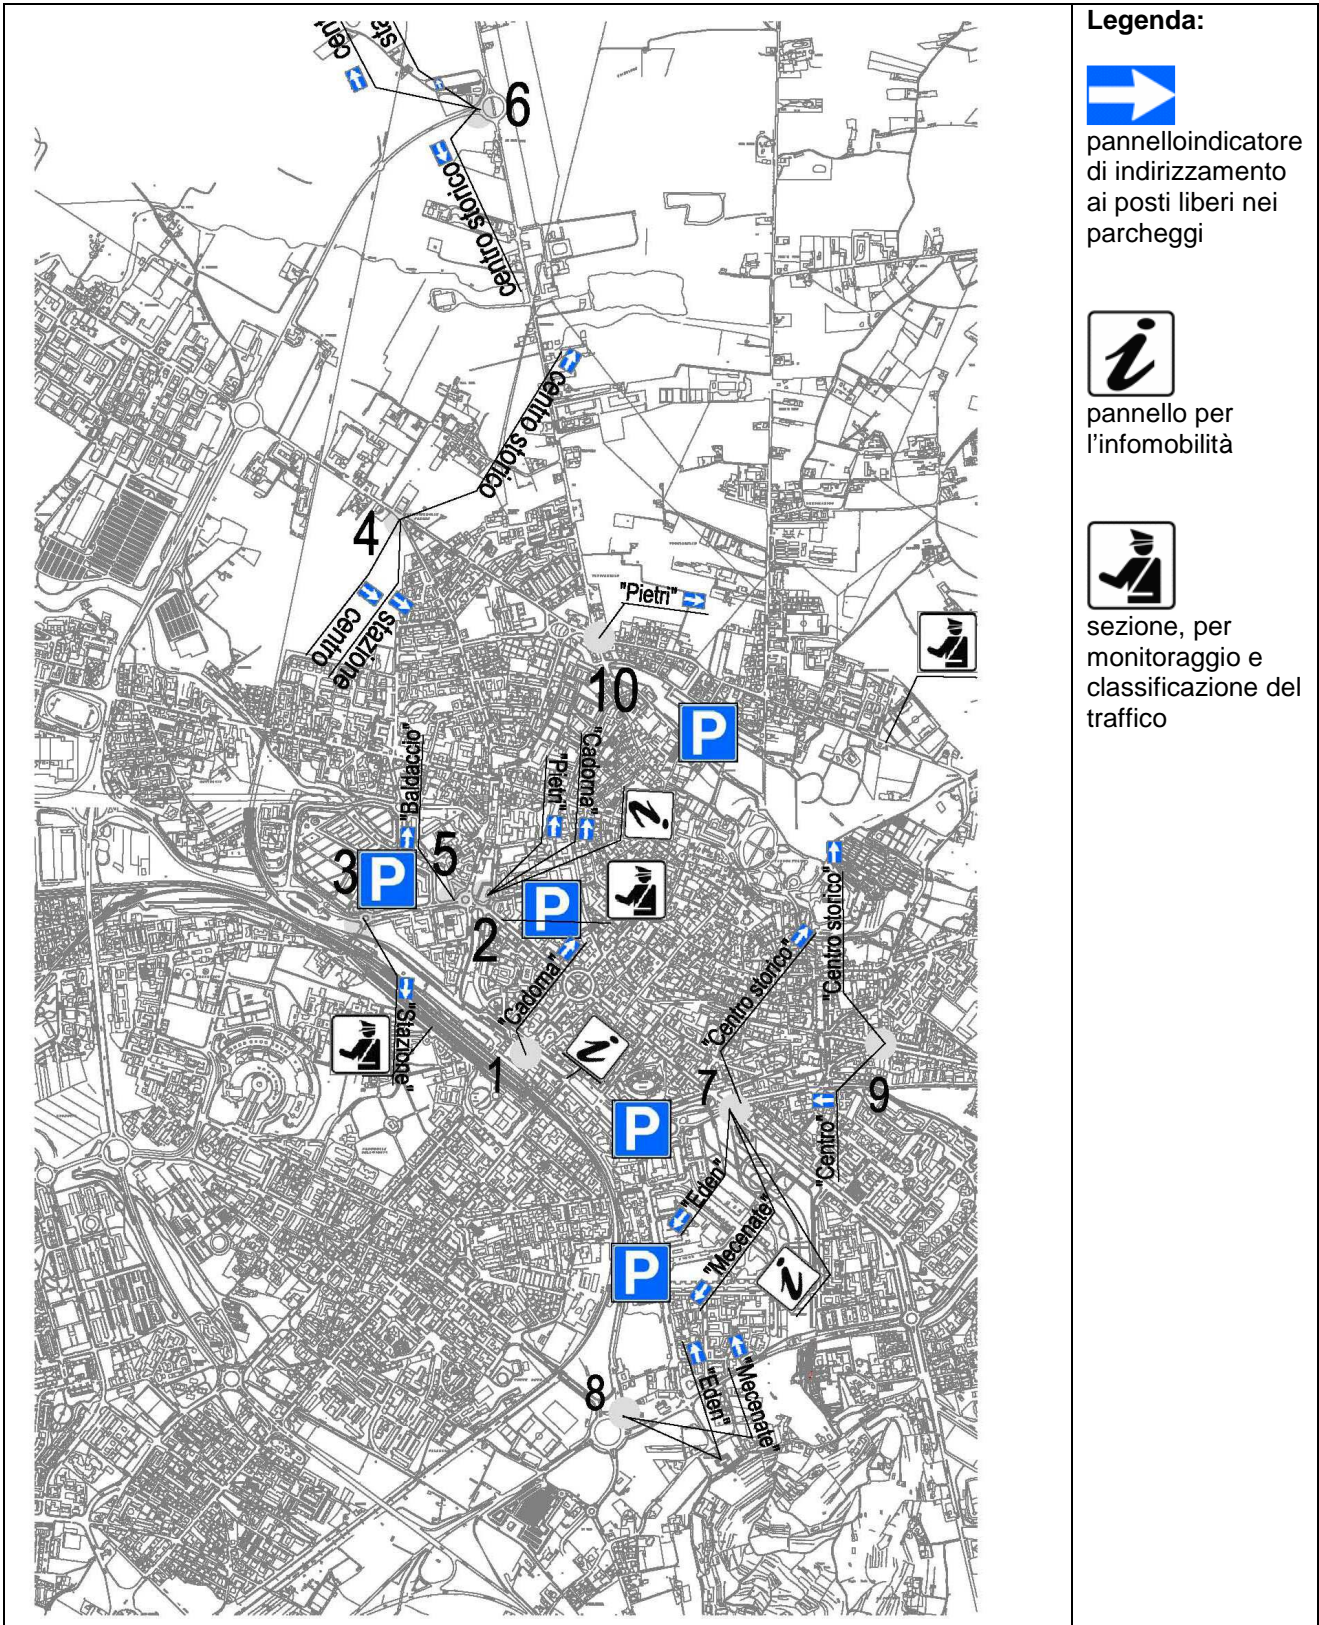 Legenda:
pannelloindicatore
di indirizzamento
ai posti liberi nei
parcheggi
i
pannello per
l'infomobilità
sezione, per
monitoraggio e
classificazione del
traffico
cent
sta
6
centro storico
centro storico
4
centro
stazione
"Pietri"
10
P
"Baldaccio"
"Pietri"
"Cadorna"
i
3
P
5
P
2
"Cadorna"
"Centro storico"
"Centro storico"
"Stazione"
1
i
7
9
P
"Centro"
"Eden"
"Mecenate"
P
i
8
"Eden"
"Mecenate"